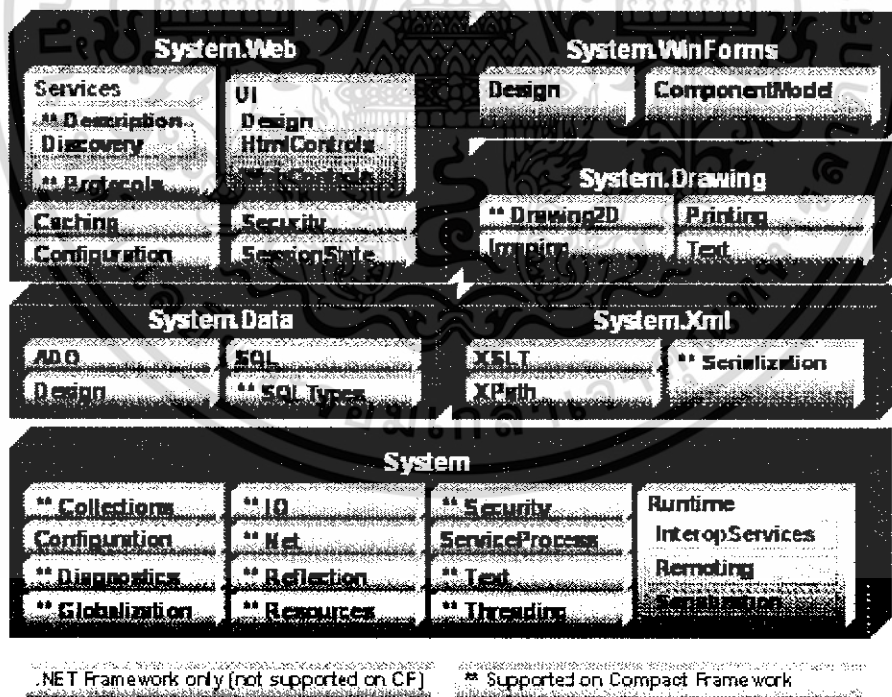 System.Web
Services
** Description
Discovery
** Protocols
UI
Design
HtmlControls
Caching
Configuration
Security
SessionState
System.WinForms
Design
ComponentModel
System.Drawing
** Drawing2D
Imaging
Printing
Text
System.Data
ADO
Design
SQL
** SQLTypes
System.Xml
XSLT
XPath
** Serialization
System
** Collections
Configuration
** Diagnostics
** Globalization
** IO
** Net
** Reflection
** Resources
** Security
ServiceProcess
** Text
** Threading
Runtime
InteropServices
Remoting
Serialization
.NET Framework only (not supported on CF)
** Supported on Compact Framework